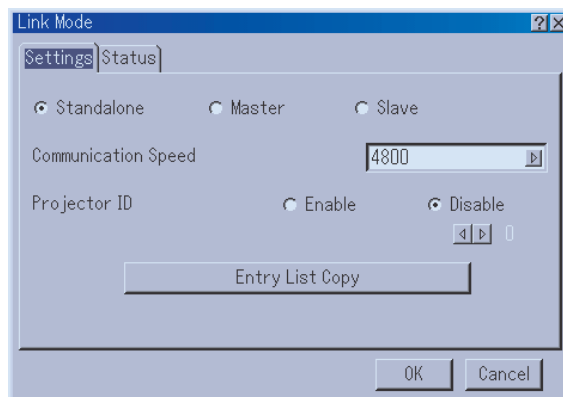 Link Mode ? X
Settings Status
Standalone Master Slave
Communication Speed 4800
Projector ID Enable Disable
0
Entry List Copy
OK Cancel